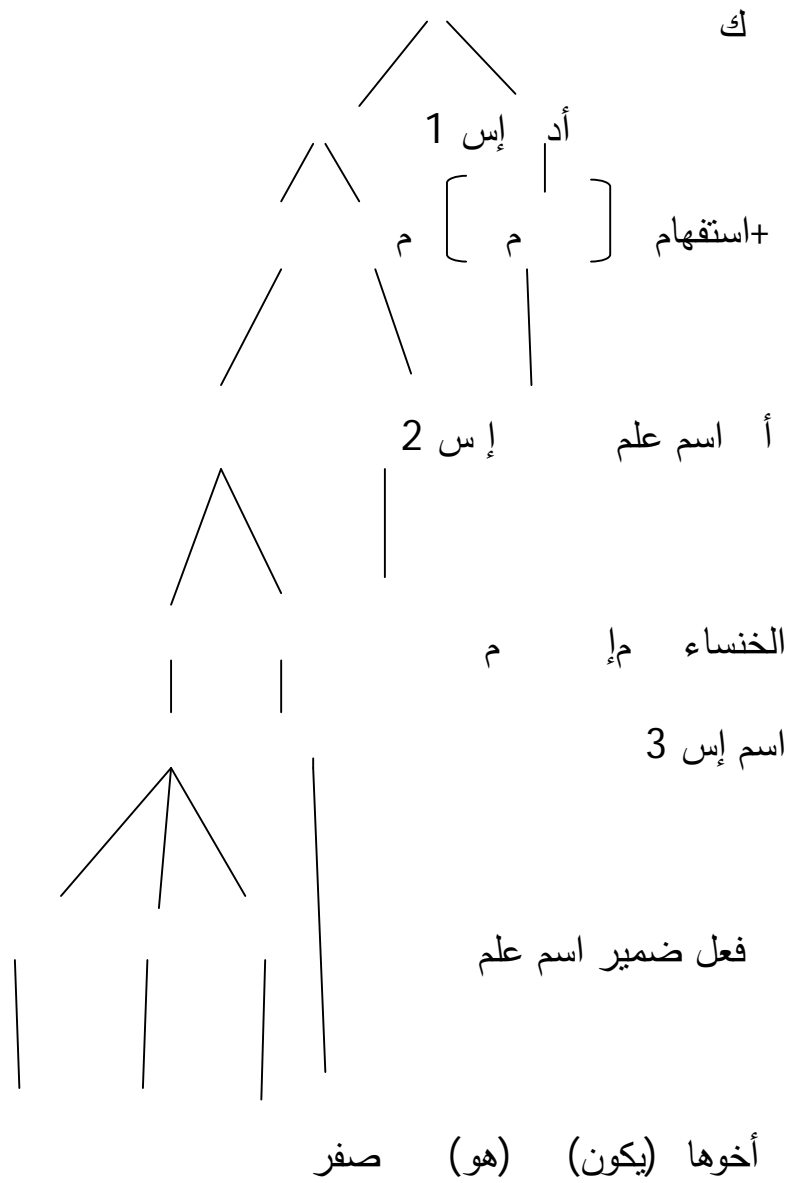 ك
أد إس 1
+استفهام [ م ] م
أ اسم علم إ س 2
الخنساء مإ م
اسم إس 3
فعل ضمير اسم علم
أخوها (يكون) (هو) صفر